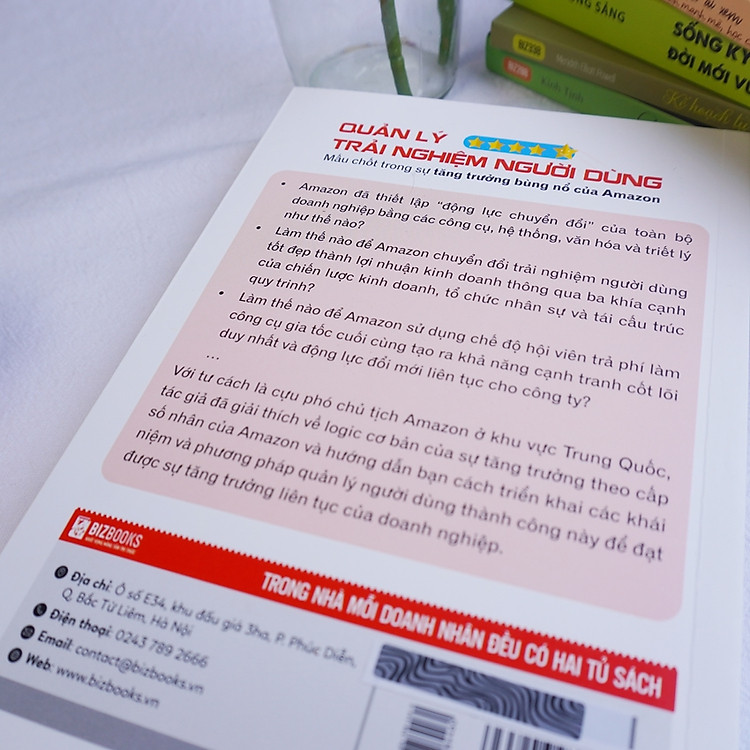 SỐNG KỶ
ĐỜI MỚI
BIZ338
BIZ288
Kinh Tinh
QUẢN LÝ
TRẢI NGHIỆM NGƯỜI DÙNG
Mấu chốt trong sự tăng trưởng bùng nổ của Amazon
• Amazon đã thiết lập “động lực chuyển đổi” của toàn bộ
doanh nghiệp bằng các công cụ, hệ thống, văn hóa và triết lý
như thế nào?
• Làm thế nào để Amazon chuyển đổi trải nghiệm người dùng
tốt đẹp thành lợi nhuận kinh doanh thông qua ba khía cạnh
của chiến lược kinh doanh, tổ chức nhân sự và tái cấu trúc
quy trình?
• Làm thế nào để Amazon sử dụng chế độ hội viên trả phí làm
công cụ gia tốc cuối cùng tạo ra khả năng cạnh tranh cốt lõi
duy nhất và động lực đổi mới liên tục cho công ty?
...
Với tư cách là cựu phó chủ tịch Amazon ở khu vực Trung Quốc,
tác giả đã giải thích về logic cơ bản của sự tăng trưởng theo cấp
số nhân của Amazon và hướng dẫn bạn cách triển khai các khái
niệm và phương pháp quản lý người dùng thành công này để đạt
được sự tăng trưởng liên tục của doanh nghiệp.
BIZBOOKS
TRONG NHÀ MỖI DOANH NHÂN ĐỀU CÓ HAI TỦ SÁCH
Địa chỉ: Ô số E34, khu đấu giá 3ha, P. Phúc Diễn,
Q. Bắc Từ Liêm, Hà Nội
Điện thoại: 0243 789 2666
Email: contact@bizbooks.vn
Web: www.bizbooks.vn